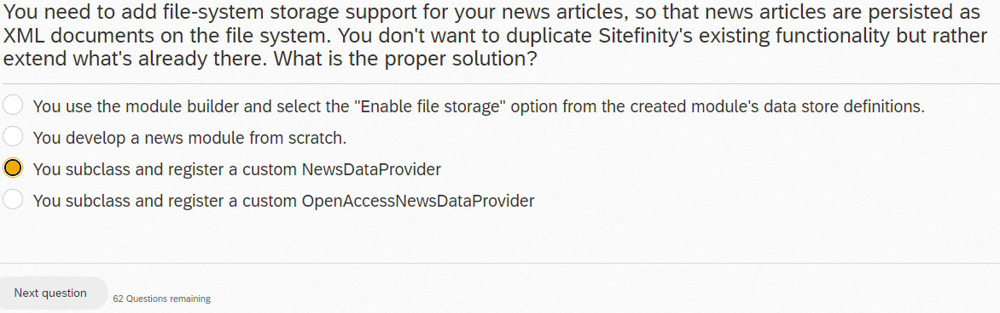 You need to add file-system storage support for your news articles, so that news articles are persisted as
XML documents on the file system. You don't want to duplicate Sitefinity's existing functionality but rather
extend what's already there. What is the proper solution?
You use the module builder and select the "Enable file storage" option from the created module's data store definitions.
You develop a news module from scratch.
You subclass and register a custom NewsDataProvider
You subclass and register a custom OpenAccessNewsDataProvider
Next question
62 Questions remaining